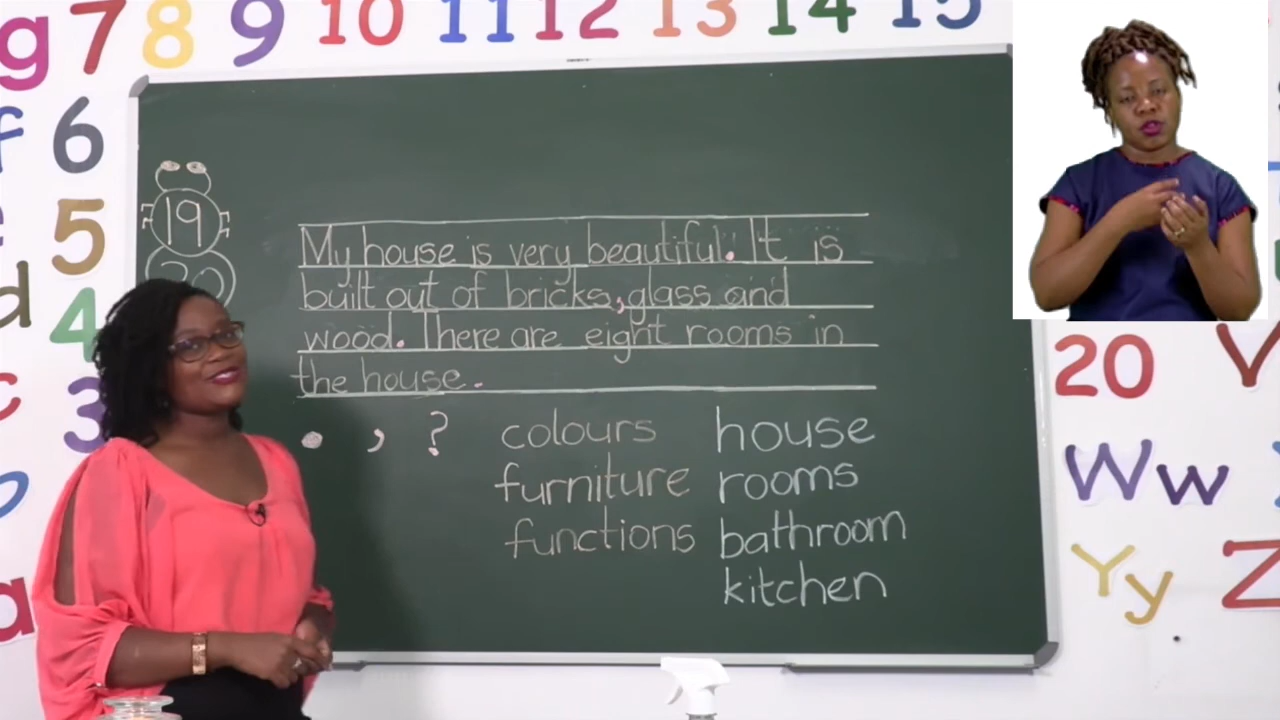 g 7 8 9 10 11 12 13 14 15
f 6
5
d 4
c 3
a
19
20
My house is very beautiful. It is
built out of bricks, glass and
wood. There are eight rooms in
the house.
. , ?
colours house
furniture rooms
functions bathroom
kitchen
20 V
W w
Y y Z